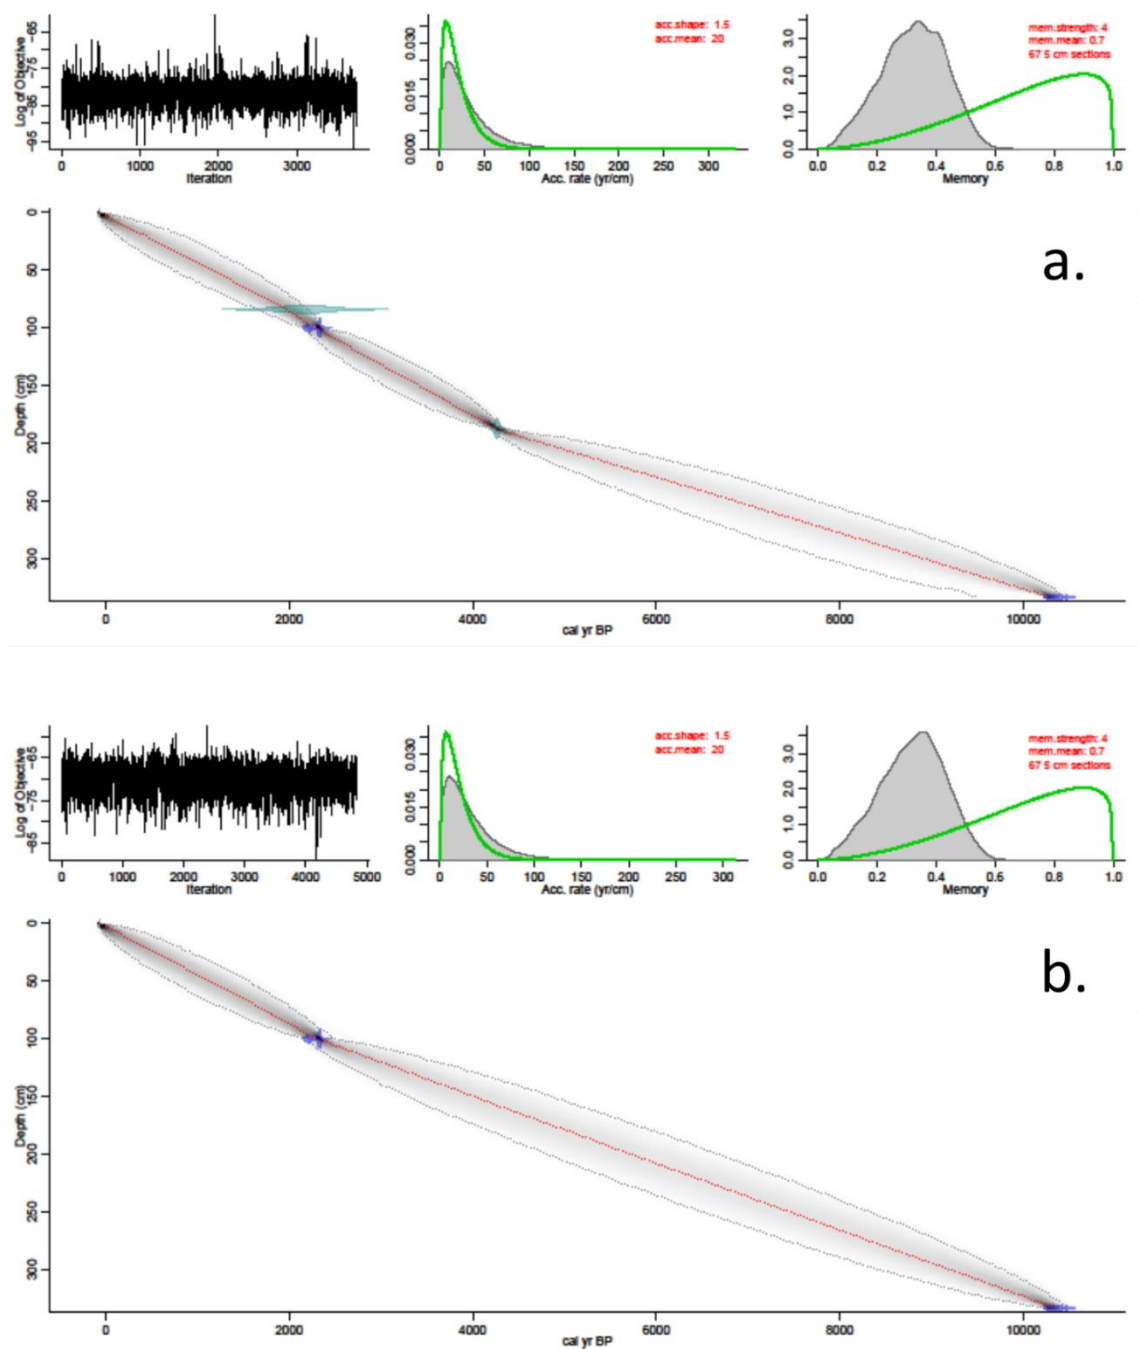 Log of Objective
-65
-75
-85
-95
0 1000 2000 3000
Iteration
acc.shape: 1.5
acc.mean: 20
0.030
0.015
0.000
0 50 100 150 200 250 300
Acc. rate (yr/cm)
mem.strength: 4
mem.mean: 0.7
67 5 cm sections
3.0
2.0
1.0
0.0
0.0 0.2 0.4 0.6 0.8 1.0
Memory
a.
Depth (cm)
0
50
100
150
200
250
300
0 2000 4000 6000 8000 10000
cal yr BP
Log of Objective
-65
-75
-85
0 1000 2000 3000 4000 5000
Iteration
acc.shape: 1.5
acc.mean: 20
0.030
0.015
0.000
0 50 100 150 200 250 300
Acc. rate (yr/cm)
mem.strength: 4
mem.mean: 0.7
67 5 cm sections
3.0
2.0
1.0
0.0
0.0 0.2 0.4 0.6 0.8 1.0
Memory
b.
Depth (cm)
0
50
100
150
200
250
300
0 2000 4000 6000 8000 10000
cal yr BP